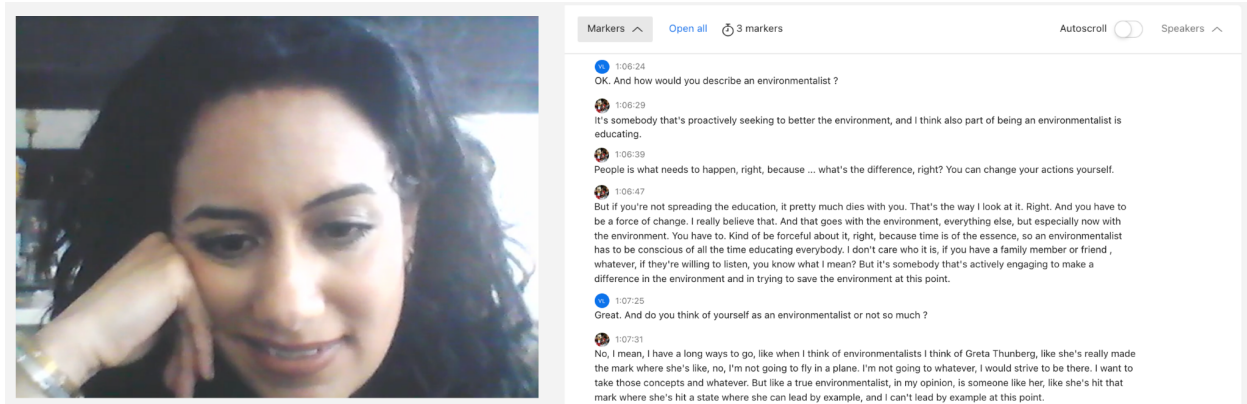 Markers Open all 3 markers Autoscroll Speakers
VL 1:06:24
OK. And how would you describe an environmentalist ?
1:06:29
It's somebody that's proactively seeking to better the environment, and I think also part of being an environmentalist is
educating.
1:06:39
People is what needs to happen, right, because ... what's the difference, right? You can change your actions yourself.
1:06:47
But if you're not spreading the education, it pretty much dies with you. That's the way I look at it. Right. And you have to
be a force of change. I really believe that. And that goes with the environment, everything else, but especially now with
the environment. You have to. Kind of be forceful about it, right, because time is of the essence, so an environmentalist
has to be conscious of all the time educating everybody. I don't care who it is, if you have a family member or friend ,
whatever, if they're willing to listen, you know what I mean? But it's somebody that's actively engaging to make a
difference in the environment and in trying to save the environment at this point.
VL 1:07:25
Great. And do you think of yourself as an environmentalist or not so much ?
1:07:31
No, I mean, I have a long ways to go, like when I think of environmentalists I think of Greta Thunberg, like she's really made
the mark where she's like, no, I'm not going to fly in a plane. I'm not going to whatever, I would strive to be there. I want to
take those concepts and whatever. But like a true environmentalist, in my opinion, is someone like her, like she's hit that
mark where she's hit a state where she can lead by example, and I can't lead by example at this point.